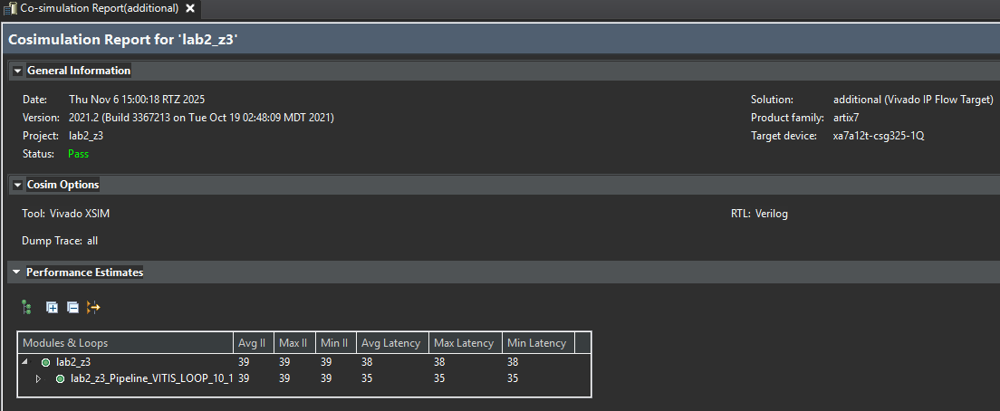 Co-simulation Report(additional)
Cosimulation Report for 'lab2_z3'
General Information
Date: Thu Nov 6 15:00:18 RTZ 2025
Version: 2021.2 (Build 3367213 on Tue Oct 19 02:48:09 MDT 2021)
Project: lab2_z3
Status: Pass
Solution: additional (Vivado IP Flow Target)
Product family: artix7
Target device: xa7a12t-csg325-1Q
Cosim Options
Tool: Vivado XSIM
RTL: Verilog
Dump Trace: all
Performance Estimates
Modules & Loops Avg II Max II Min II Avg Latency Max Latency Min Latency
lab2_z3 39 39 39 38 38 38
lab2_z3_Pipeline_VITIS_LOOP_10_1 39 39 39 35 35 35